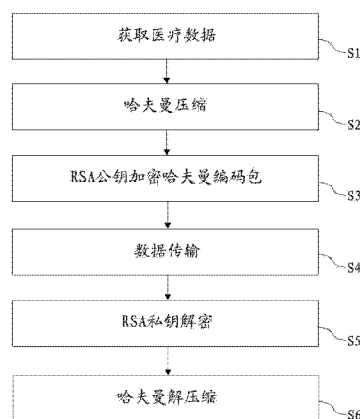 获取医疗数据
S1
哈夫曼压缩
S2
RSA公钥加密哈夫曼编码包
S3
数据传输
S4
RSA私钥解密
S5
哈夫曼解压缩
S6